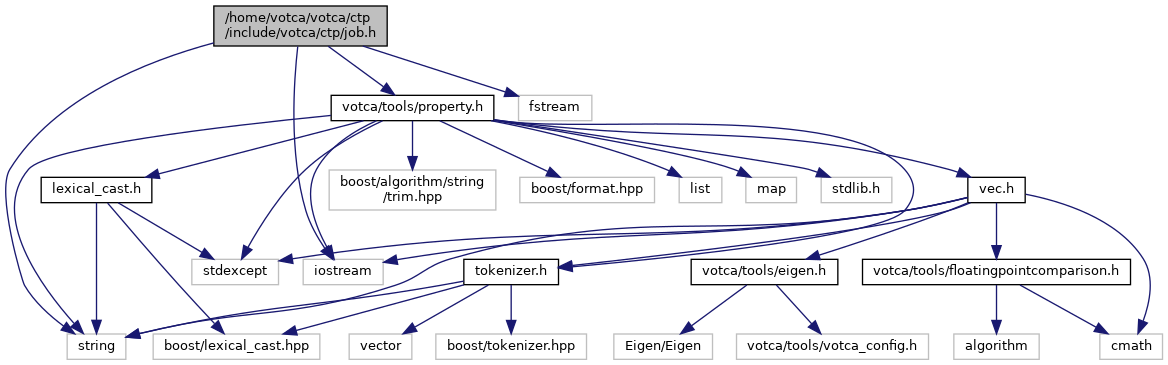 /home/votca/votca/ctp
/include/votca/ctp/job.h
votca/tools/property.h
fstream
lexical_cast.h
boost/algorithm/string
/trim.hpp
boost/format.hpp
list
map
stdlib.h
vec.h
stdexcept
iostream
tokenizer.h
votca/tools/eigen.h
votca/tools/floatingpointcomparison.h
string
boost/lexical_cast.hpp
vector
boost/tokenizer.hpp
Eigen/Eigen
votca/tools/votca_config.h
algorithm
cmath